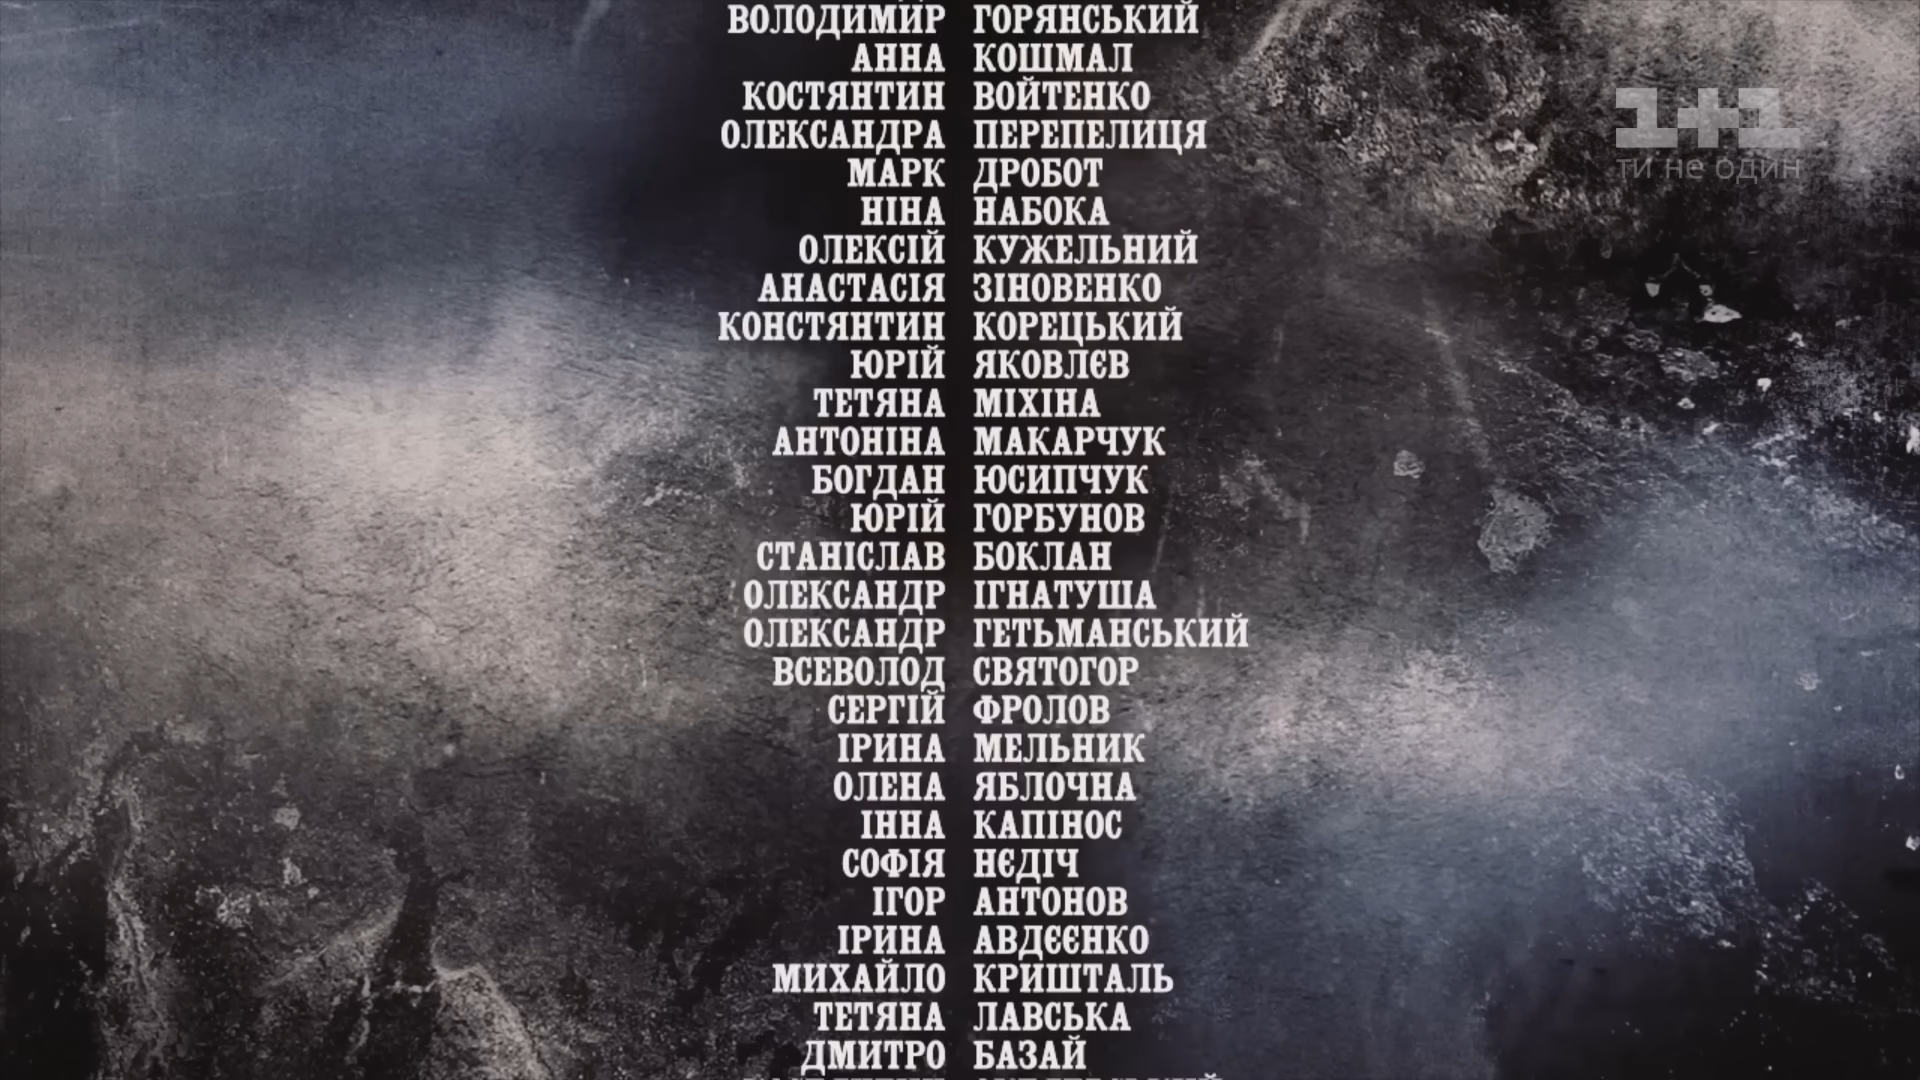 ВОЛОДИМИР ГОРЯНСЬКИЙ
АННА КОШМАЛ
КОСТЯНТИН ВОЙТЕНКО
ОЛЕКСАНДРА ПЕРЕПЕЛИЦЯ
МАРК ДРОБОТ
НІНА НАБОКА
ОЛЕКСІЙ КУЖЕЛЬНИЙ
АНАСТАСІЯ ЗІНОВЕНКО
КОНСТЯНТИН КОРЕЦЬКИЙ
ЮРІЙ ЯКОВЛЄВ
ТЕТЯНА МІХІНА
АНТОНІНА МАКАРЧУК
БОГДАН ЮСИПЧУК
ЮРІЙ ГОРБУНОВ
СТАНІСЛАВ БОКЛАН
ОЛЕКСАНДР ІГНАТУША
ОЛЕКСАНДР ГЕТЬМАНСЬКИЙ
ВСЕВОЛОД СВЯТОГОР
СЕРГІЙ ФРОЛОВ
ІРИНА МЕЛЬНИК
ОЛЕНА ЯБЛОЧНА
ІННА КАПІНОС
СОФІЯ НЄДІЧ
ІГОР АНТОНОВ
ІРИНА АВДЄЄНКО
МИХАЙЛО КРИШТАЛЬ
ТЕТЯНА ЛАВСЬКА
ДМИТРО БАЗАЙ
1+1
ти не один